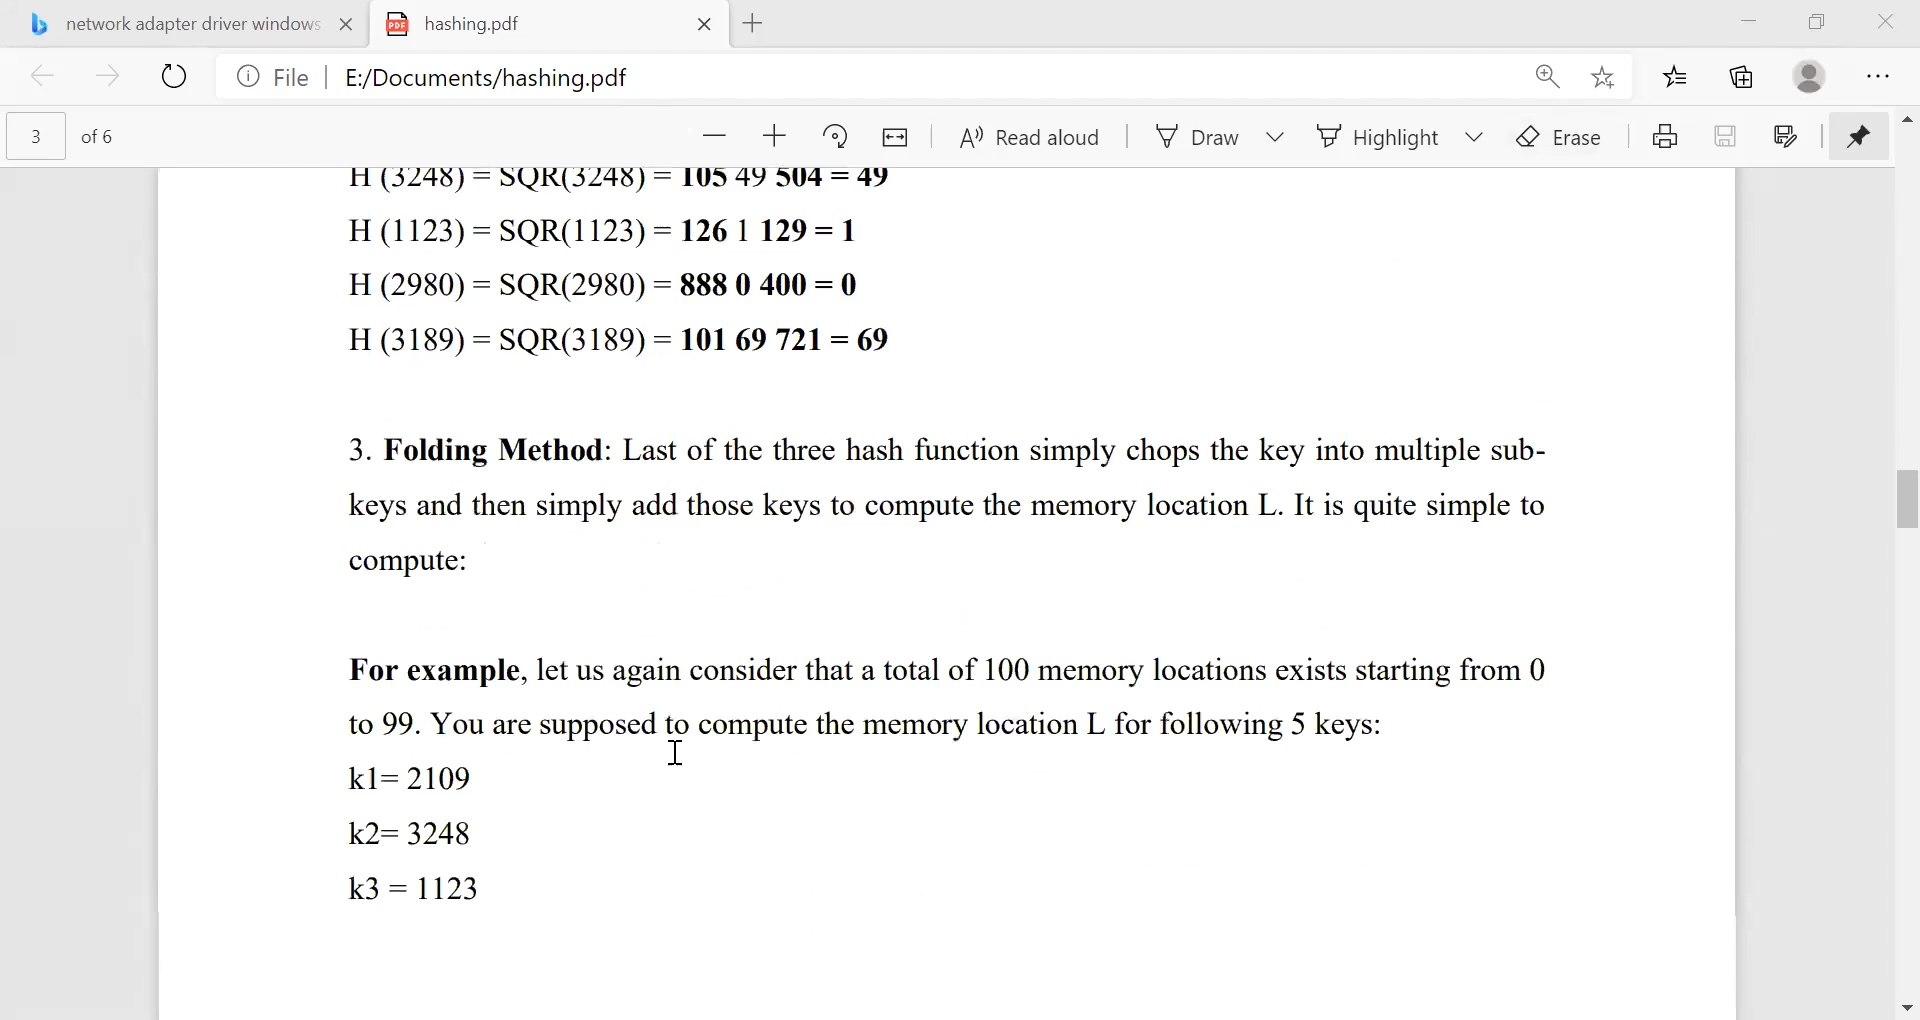 network adapter driver windows
hashing.pdf
File | E:/Documents/hashing.pdf
3 of 6
Read aloud
Draw
Highlight
Erase
H (3248) = SQR(3248) = 105 49 504 = 49
H (1123) = SQR(1123) = 126 1 129 = 1
H (2980) = SQR(2980) = 888 0 400 = 0
H (3189) = SQR(3189) = 101 69 721 = 69
3. Folding Method: Last of the three hash function simply chops the key into multiple sub-
keys and then simply add those keys to compute the memory location L. It is quite simple to
compute:
For example, let us again consider that a total of 100 memory locations exists starting from 0
to 99. You are supposed to compute the memory location L for following 5 keys:
k1= 2109
k2= 3248
k3 = 1123